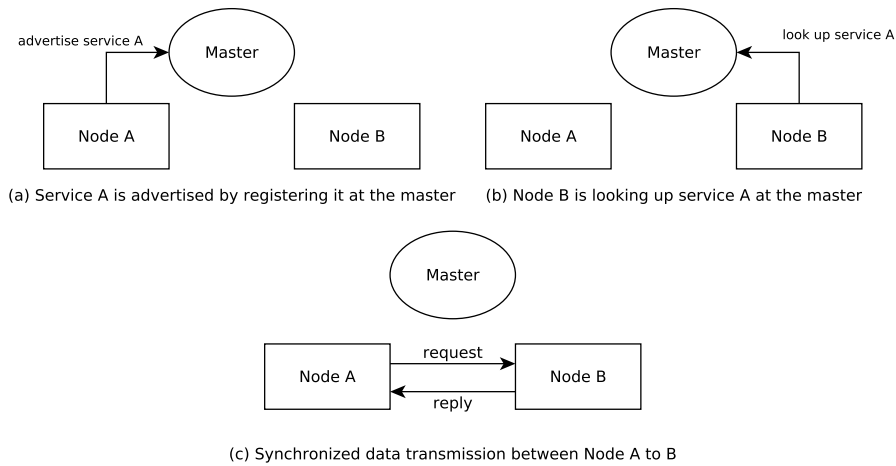 advertise service A
Master
Node A
Node B
(a) Service A is advertised by registering it at the master
look up service A
Master
Node A
Node B
(b) Node B is looking up service A at the master
Master
Node A
request
reply
Node B
(c) Synchronized data transmission between Node A to B